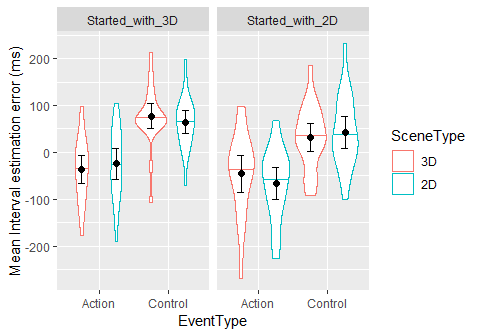 Started_with_3D Started_with_2D
Mean Interval estimation error (ms)
200
100
0
-100
-200
Action Control Action Control
EventType
SceneType
3D
2D